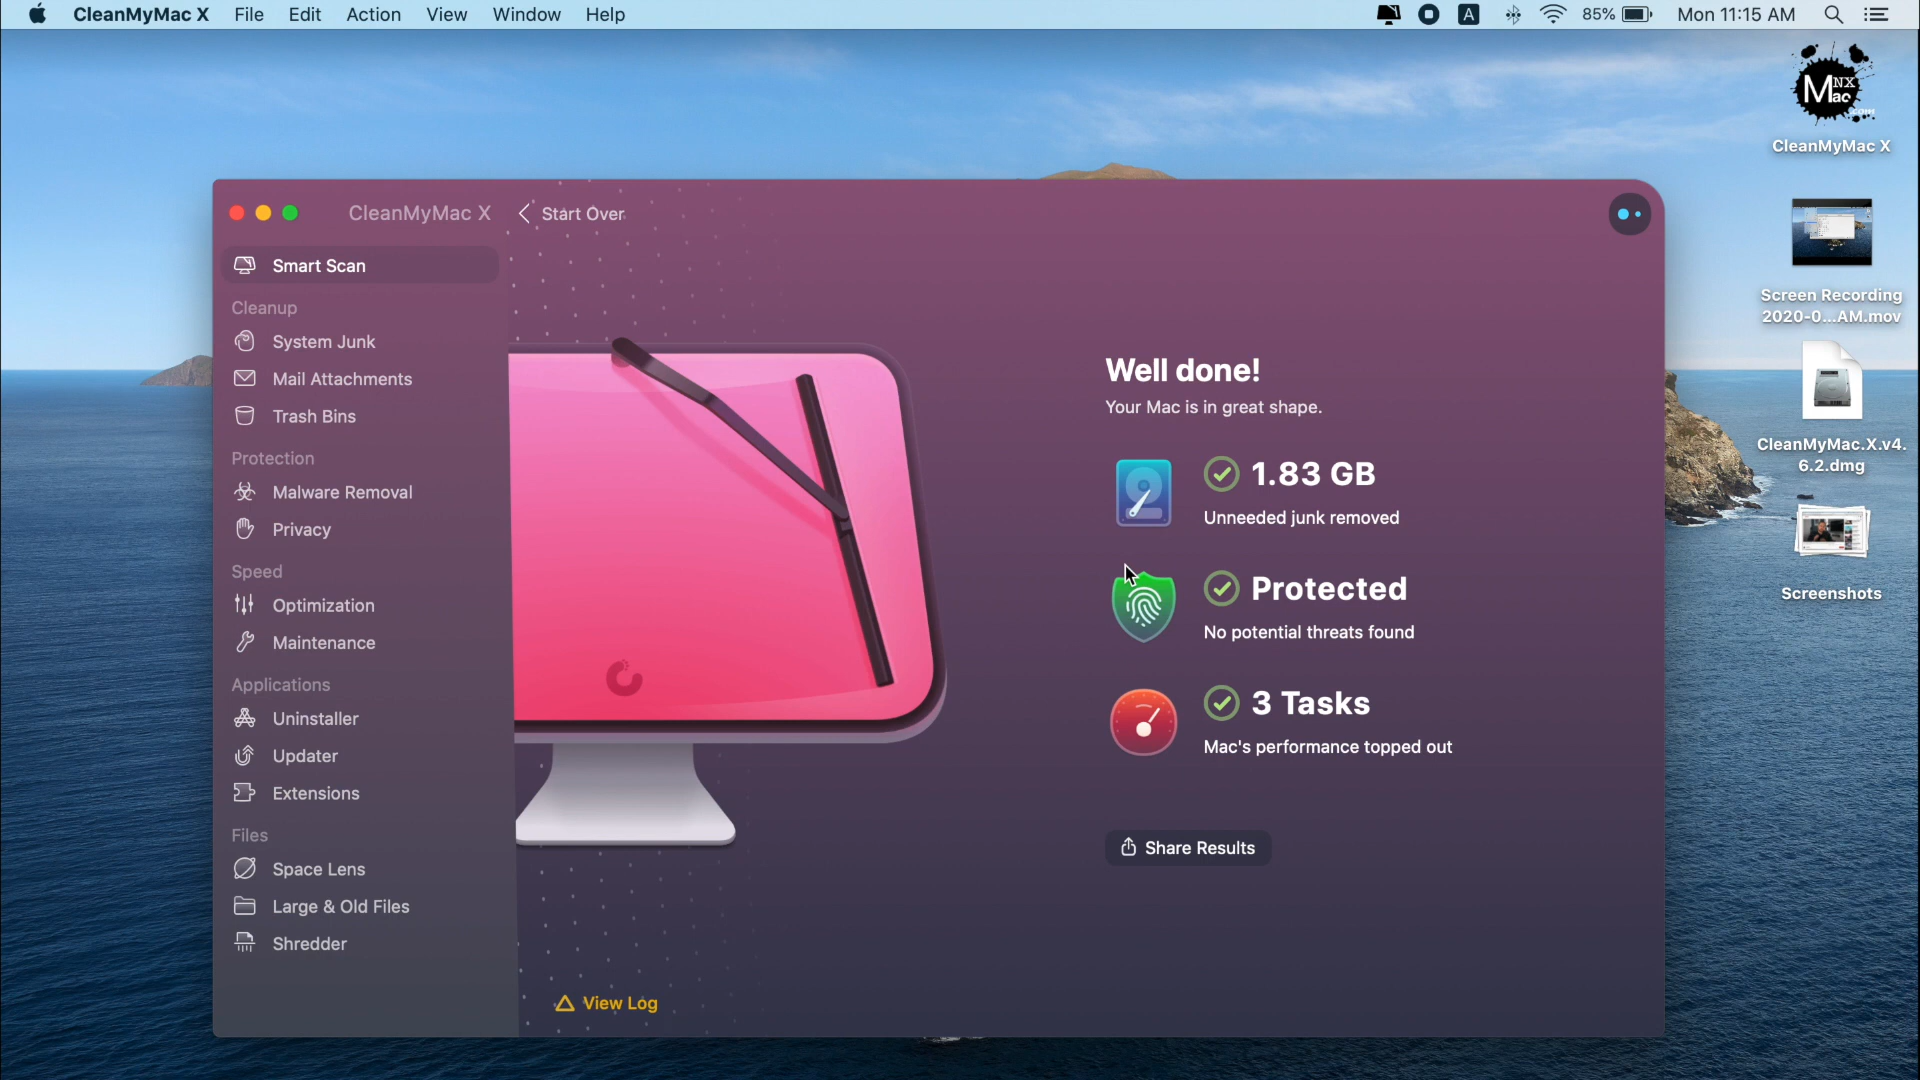 CleanMyMac X File Edit Action View Window Help
A 85% Mon 11:15 AM
MNX
Mac
.com
CleanMyMac X
Screen Recording
2020-0...AM.mov
CleanMyMac.X.v4.
6.2.dmg
Screenshots
CleanMyMac X Start Over
Smart Scan
Cleanup
System Junk
Mail Attachments
Trash Bins
Protection
Malware Removal
Privacy
Speed
Optimization
Maintenance
Applications
Uninstaller
Updater
Extensions
Files
Space Lens
Large & Old Files
Shredder
Well done!
Your Mac is in great shape.
1.83 GB
Unneeded junk removed
Protected
No potential threats found
3 Tasks
Mac's performance topped out
Share Results
View Log